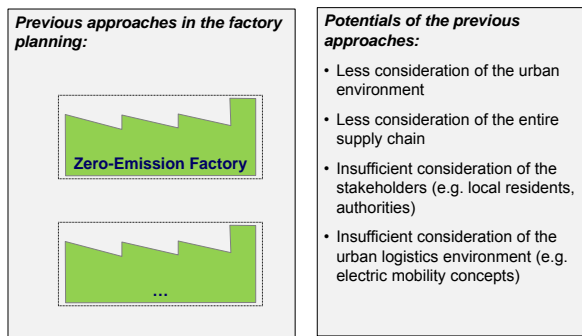 Previous approaches in the factory
planning:
Zero-Emission Factory
...
Potentials of the previous
approaches:
• Less consideration of the urban
environment
• Less consideration of the entire
supply chain
• Insufficient consideration of the
stakeholders (e.g. local residents,
authorities)
• Insufficient consideration of the
urban logistics environment (e.g.
electric mobility concepts)